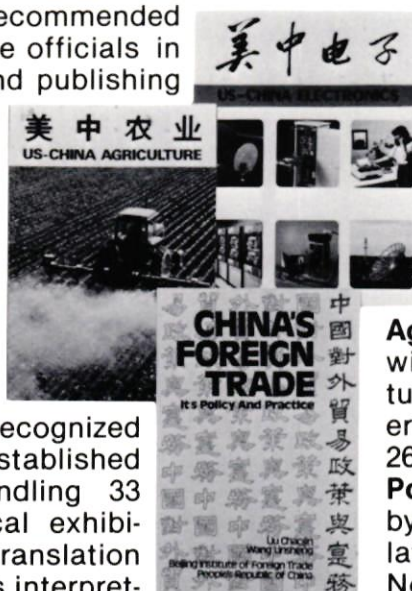 ecommended
e officials in
nd publishing
美中电子
US-CHINA ELECTRONICS
美中农业
US-CHINA AGRICULTURE
CHINA'S
FOREIGN
TRADE
Its Policy And Practice
Liu Chaojin
Wang Linsheng
Beijing Institute of Foreign Trade
People's Republic of China
中國對外貿易政策與實務
ecognized
stablished
ndling 33
cal exhibi-
ranslation
s interpret-
Ag
wi
tu
er
26
Po
by
la
Ne